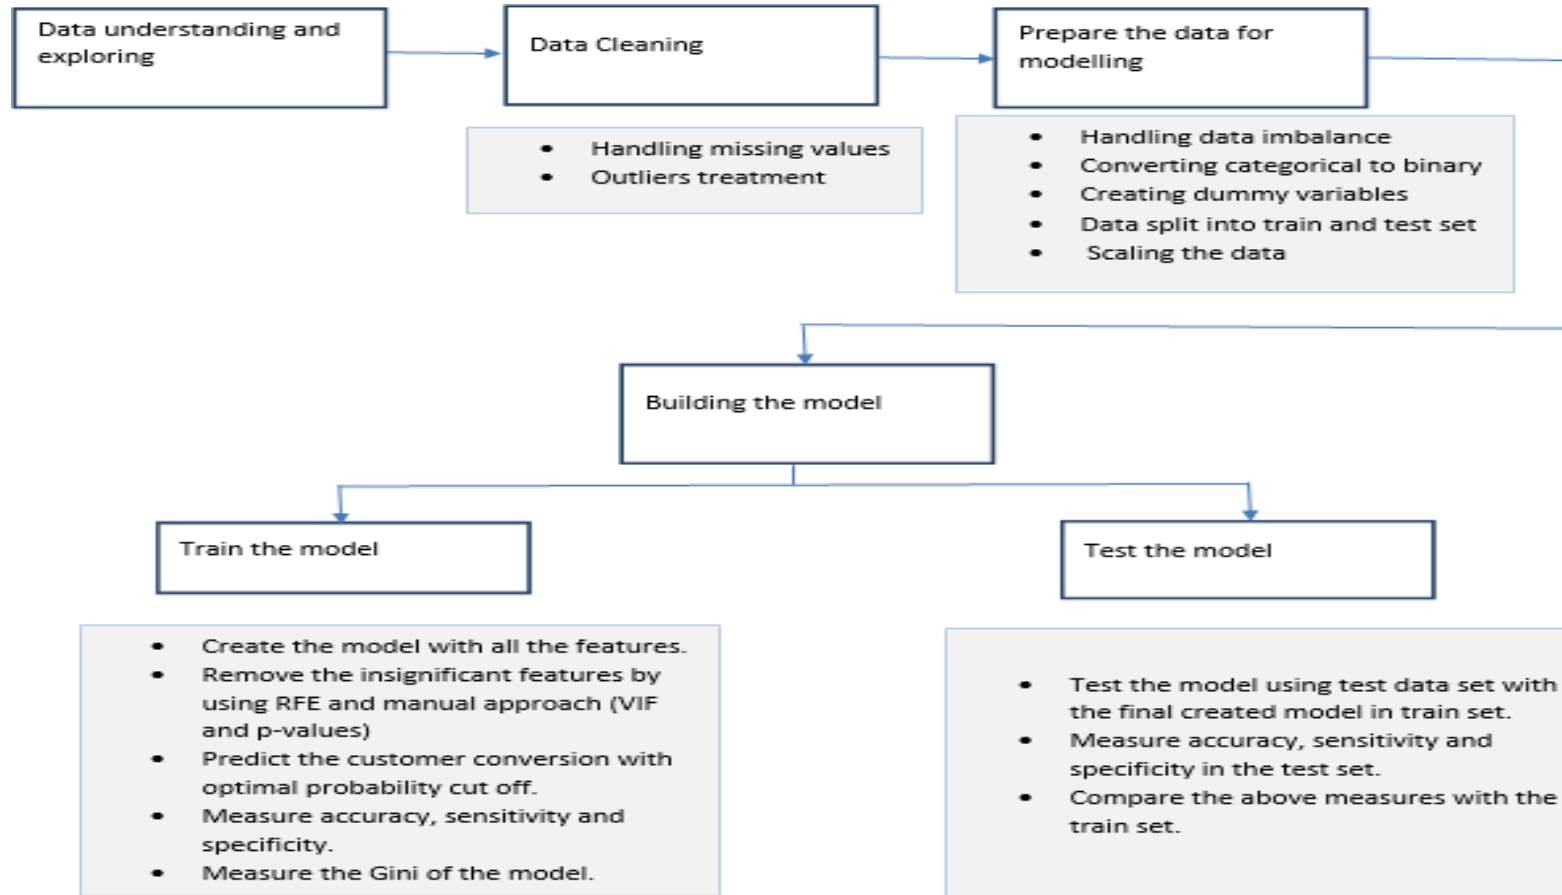 Data understanding and
exploring
Data Cleaning
Prepare the data for
modelling
• Handling missing values
• Outliers treatment
• Handling data imbalance
• Converting categorical to binary
• Creating dummy variables
• Data split into train and test set
• Scaling the data
Building the model
Train the model
Test the model
• Create the model with all the features.
• Remove the insignificant features by
using RFE and manual approach (VIF
and p-values)
• Predict the customer conversion with
optimal probability cut off.
• Measure accuracy, sensitivity and
specificity.
• Measure the Gini of the model.
• Test the model using test data set with
the final created model in train set.
• Measure accuracy, sensitivity and
specificity in the test set.
• Compare the above measures with the
train set.